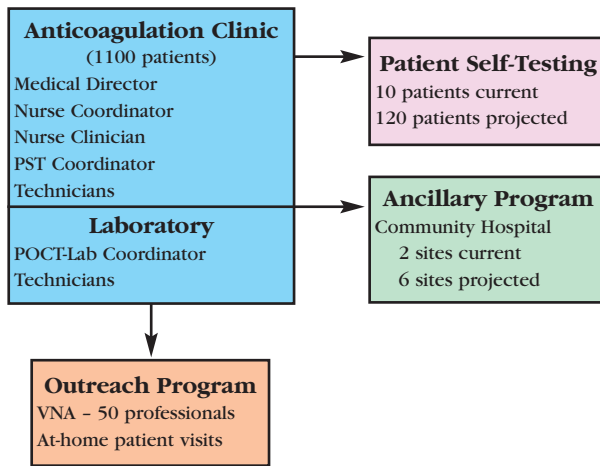 Anticoagulation Clinic
(1100 patients)
Medical Director
Nurse Coordinator
Nurse Clinician
PST Coordinator
Technicians
Laboratory
POCT-Lab Coordinator
Technicians
Patient Self-Testing
10 patients current
120 patients projected
Ancillary Program
Community Hospital
2 sites current
6 sites projected
Outreach Program
VNA – 50 professionals
At-home patient visits